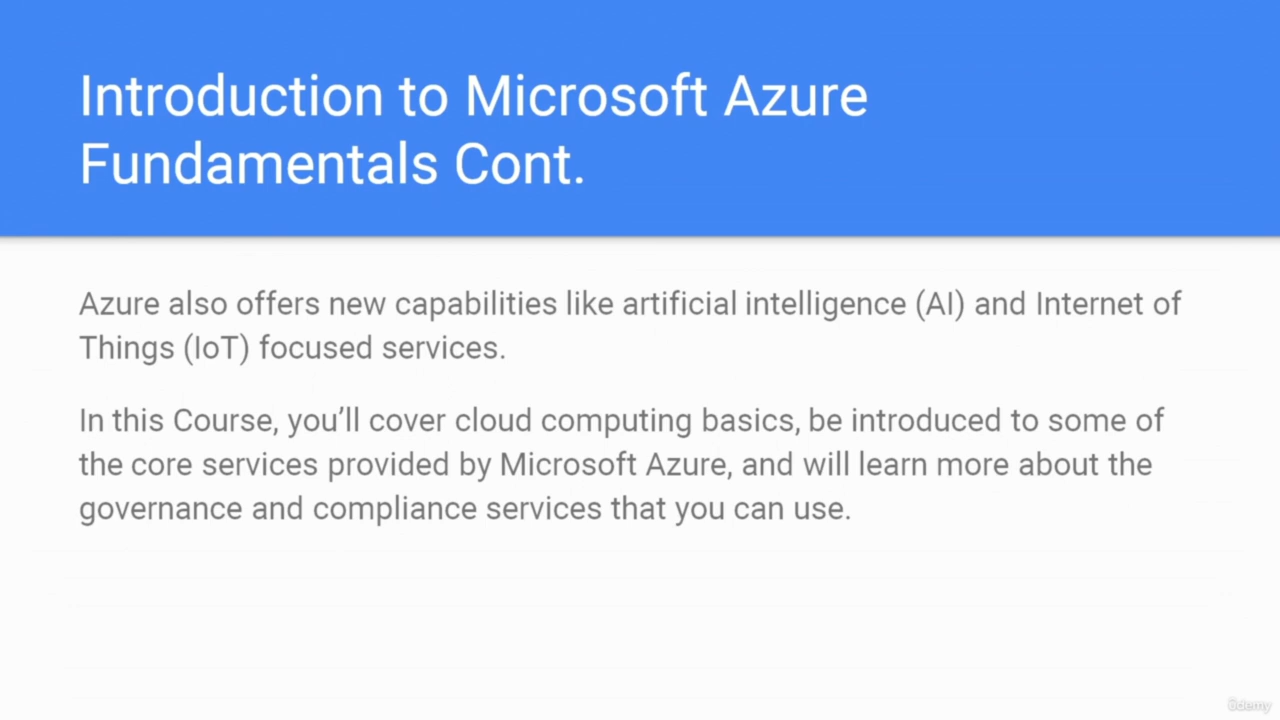 Introduction to Microsoft Azure
Fundamentals Cont.
Azure also offers new capabilities like artificial intelligence (AI) and Internet of
Things (IoT) focused services.
In this Course, you’ll cover cloud computing basics, be introduced to some of
the core services provided by Microsoft Azure, and will learn more about the
governance and compliance services that you can use.
ûdemy